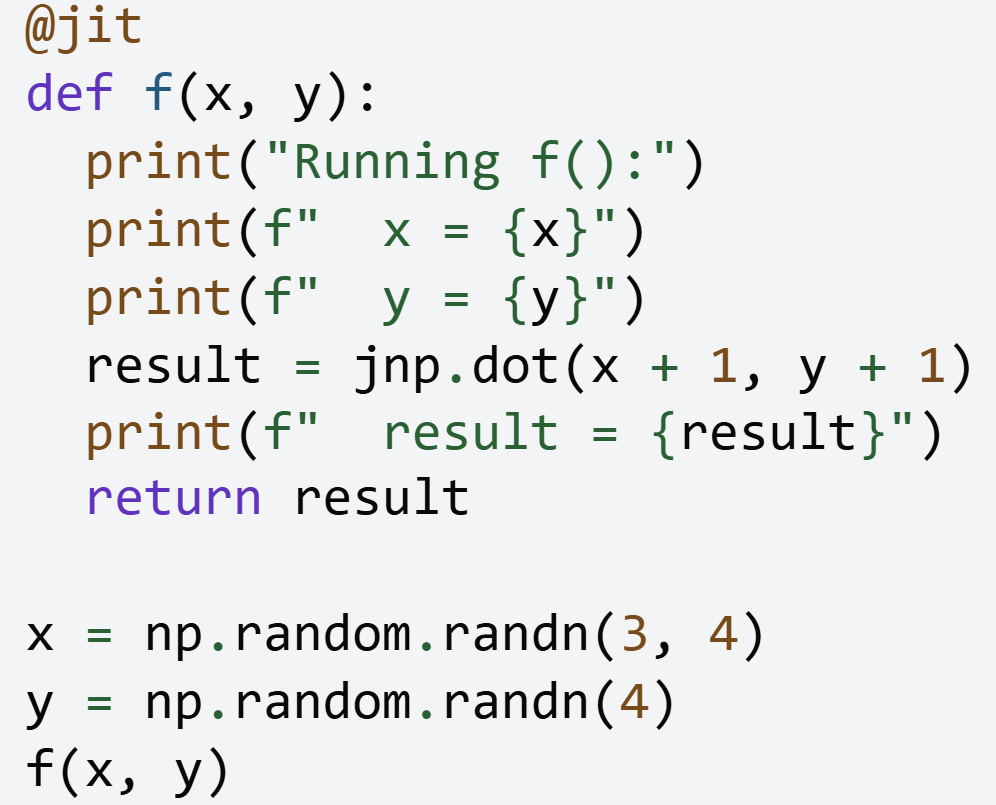 @jit
def f(x, y):
  print("Running f():")
  print(f"  x = {x}")
  print(f"  y = {y}")
  result = jnp.dot(x + 1, y + 1)
  print(f"  result = {result}")
  return result

x = np.random.randn(3, 4)
y = np.random.randn(4)
f(x, y)